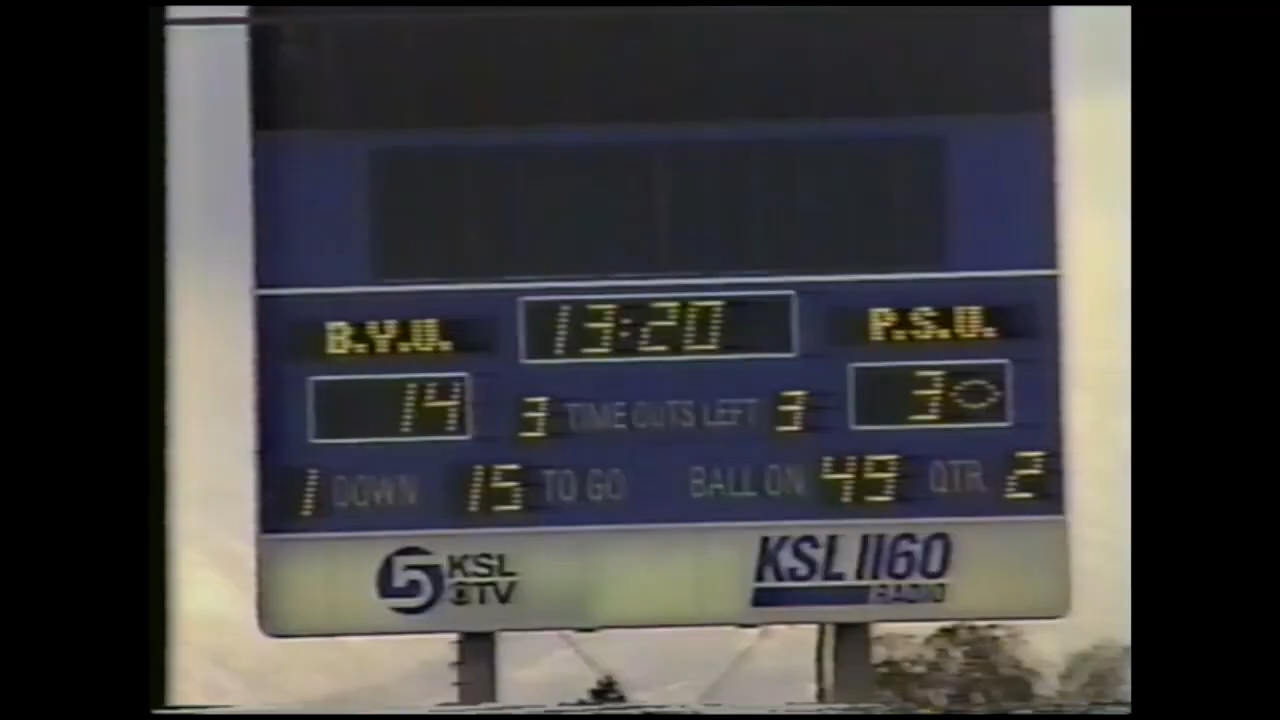 13:20
B.Y.U. P.S.U.
14 3
3 TIME OUTS LEFT 3
1 DOWN 15 TO GO BALL ON 49 QTR 2
5 KSL TV KSL 1160
RADIO